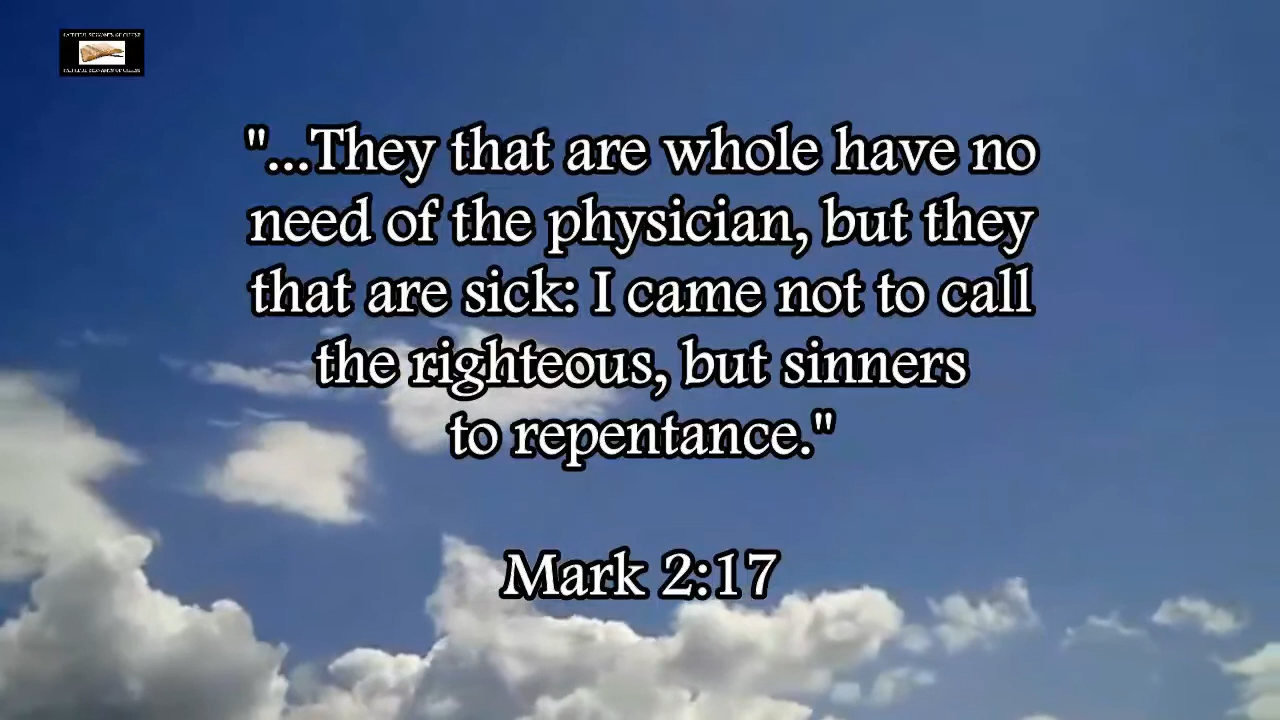 "...They that are whole have no
need of the physician, but they
that are sick: I came not to call
the righteous, but sinners
to repentance."
Mark 2:17